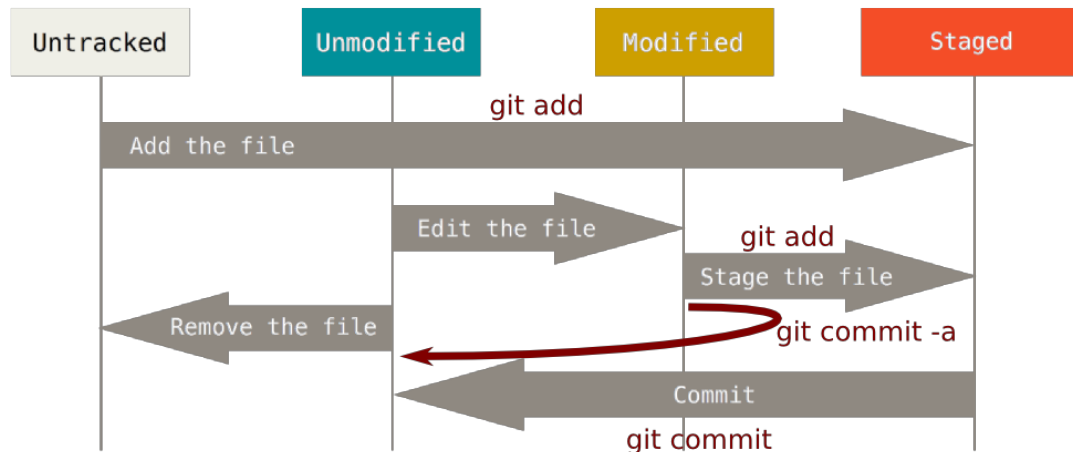 Untracked
Unmodified
Modified
Staged
git add
Add the file
Edit the file
git add
Stage the file
Remove the file
git commit -a
Commit
git commit